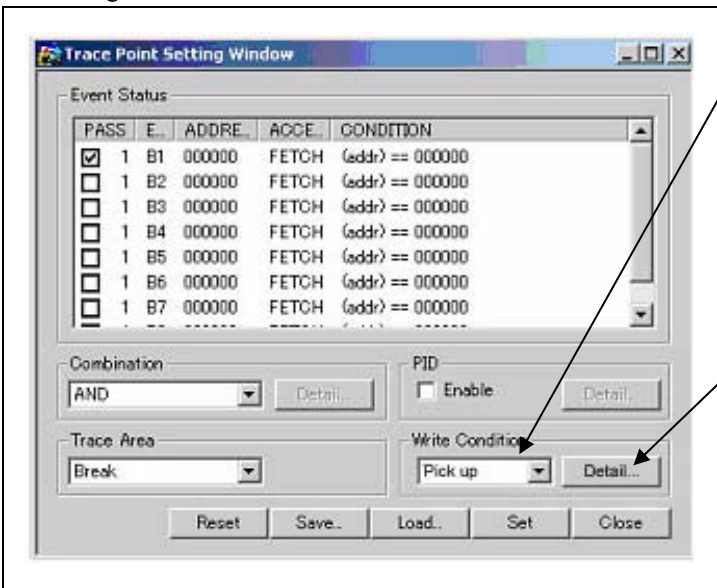 Trace Point Setting Window
Event Status
PASS E.. ADDRE.. ACCE.. CONDITION
1 B1 000000 FETCH (addr) == 000000
1 B2 000000 FETCH (addr) == 000000
1 B3 000000 FETCH (addr) == 000000
1 B4 000000 FETCH (addr) == 000000
1 B5 000000 FETCH (addr) == 000000
1 B6 000000 FETCH (addr) == 000000
1 B7 000000 FETCH (addr) == 000000
Combination
AND
Detail...
PID
Enable
Detail...
Trace Area
Break
Write Condition
Pick up
Detail...
Reset
Save..
Load..
Set
Close